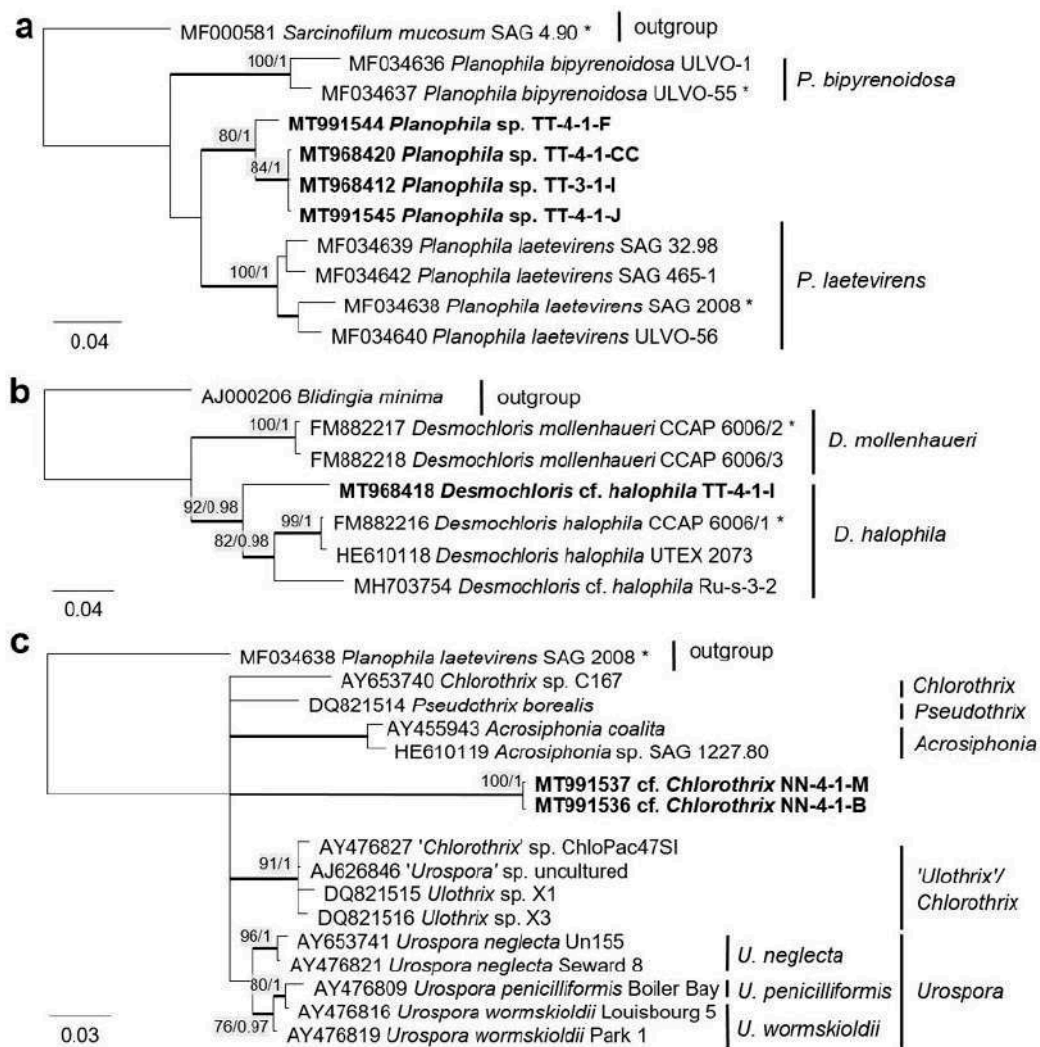 a
MF000581 Sarcinofilum mucosum SAG 4.90 *
outgroup
100/1
MF034636 Planophila bipyrenoidosa ULVO-1
MF034637 Planophila bipyrenoidosa ULVO-55 *
P. bipyrenoidosa
80/1
MT991544 Planophila sp. TT-4-1-F
MT968420 Planophila sp. TT-4-1-CC
84/1
MT968412 Planophila sp. TT-3-1-I
MT991545 Planophila sp. TT-4-1-J
MF034639 Planophila laetevirens SAG 32.98
100/1
MF034642 Planophila laetevirens SAG 465-1
P. laetevirens
MF034638 Planophila laetevirens SAG 2008 *
MF034640 Planophila laetevirens ULVO-56
0.04
b
AJ000206 Blidingia minima
outgroup
100/1
FM882217 Desmochloris mollenhaueri CCAP 6006/2 *
D. mollenhaueri
FM882218 Desmochloris mollenhaueri CCAP 6006/3
92/0.98
MT968418 Desmochloris cf. halophila TT-4-1-I
99/1
FM882216 Desmochloris halophila CCAP 6006/1 *
D. halophila
82/0.98
HE610118 Desmochloris halophila UTEX 2073
MH703754 Desmochloris cf. halophila Ru-s-3-2
0.04
c
MF034638 Planophila laetevirens SAG 2008 *
outgroup
AY653740 Chlorothrix sp. C167
Chlorothrix
DQ821514 Pseudothrix borealis
Pseudothrix
AY455943 Acrosiphonia coalita
Acrosiphonia
HE610119 Acrosiphonia sp. SAG 1227.80
100/1
MT991537 cf. Chlorothrix NN-4-1-M
MT991536 cf. Chlorothrix NN-4-1-B
AY476827 'Chlorothrix' sp. ChloPac47SI
91/1
AJ626846 'Urospora' sp. uncultured
DQ821515 Ulothrix sp. X1
DQ821516 Ulothrix sp. X3
'Ulothrix'/
Chlorothrix
96/1
AY653741 Urospora neglecta Un155
AY476821 Urospora neglecta Seward 8
U. neglecta
80/1
AY476809 Urospora penicilliformis Boiler Bay
U. penicilliformis
Urospora
AY476816 Urospora wormskioldii Louisbourg 5
76/0.97
AY476819 Urospora wormskioldii Park 1
U. wormskioldii
0.03